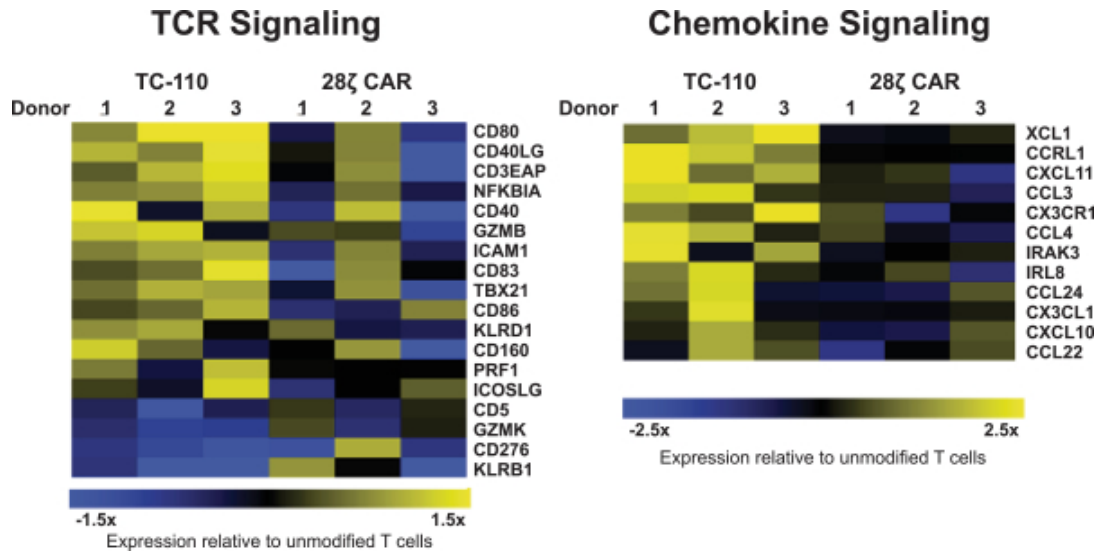 TCR Signaling
TC-110 28ζ CAR
Donor 1 2 3 1 2 3
CD80
CD40LG
CD3EAP
NFKBIA
CD40
GZMB
ICAM1
CD83
TBX21
CD86
KLRD1
CD160
PRF1
ICOSLG
CD5
GZMK
CD276
KLRB1
-1.5x 1.5x
Expression relative to unmodified T cells
Chemokine Signaling
TC-110 28ζ CAR
Donor 1 2 3 1 2 3
XCL1
CCRL1
CXCL11
CCL3
CX3CR1
CCL4
IRAK3
IRL8
CCL24
CX3CL1
CXCL10
CCL22
-2.5x 2.5x
Expression relative to unmodified T cells